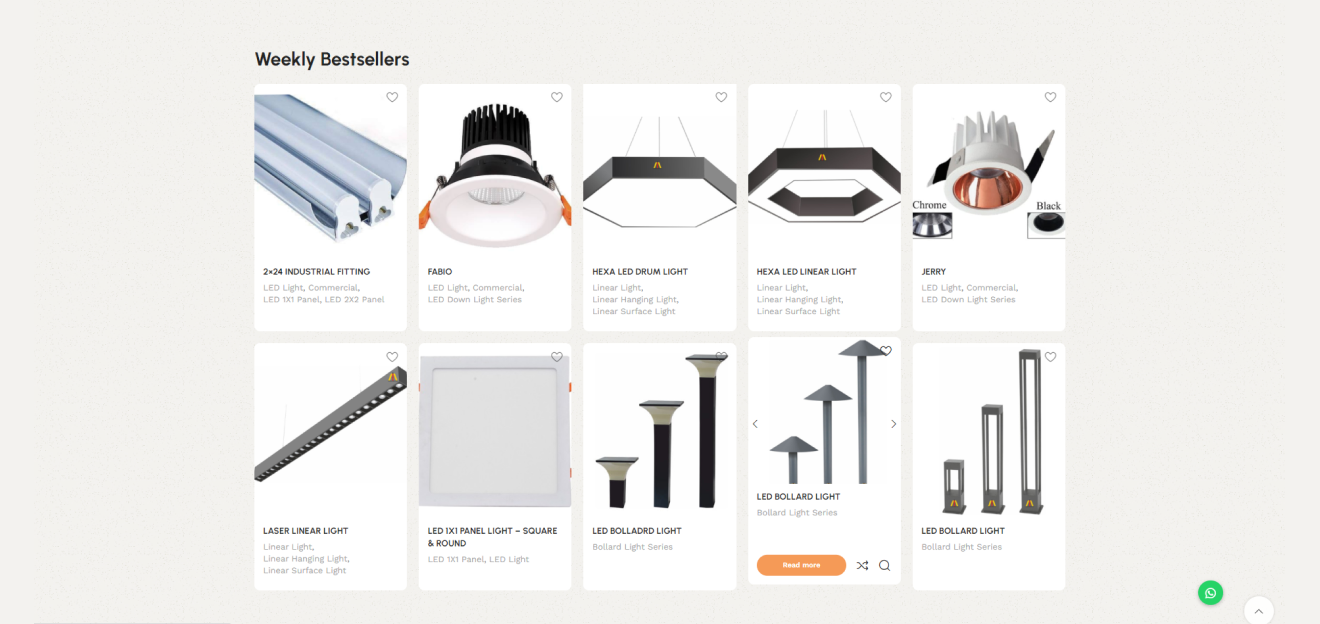 Weekly Bestsellers
Chrome
Black
2×24 INDUSTRIAL FITTING
LED Light, Commercial,
LED 1X1 Panel, LED 2X2 Panel
FABIO
LED Light, Commercial,
LED Down Light Series
HEXA LED DRUM LIGHT
Linear Light,
Linear Hanging Light,
Linear Surface Light
HEXA LED LINEAR LIGHT
Linear Light,
Linear Hanging Light,
Linear Surface Light
JERRY
LED Light, Commercial,
LED Down Light Series
LASER LINEAR LIGHT
Linear Light,
Linear Hanging Light,
Linear Surface Light
LED 1X1 PANEL LIGHT – SQUARE
& ROUND
LED 1X1 Panel, LED Light
LED BOLLADRD LIGHT
Bollard Light Series
LED BOLLARD LIGHT
Bollard Light Series
Read more
LED BOLLARD LIGHT
Bollard Light Series